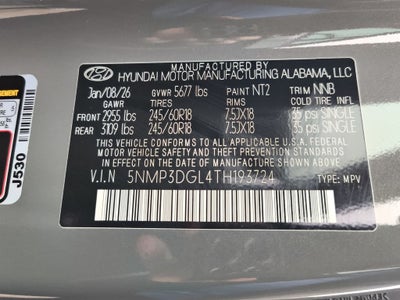 MANUFACTURED BY
HYUNDAI MOTOR MANUFACTURING ALABAMA, LLC
Jan/08/26 GVWR 5677 lbs PAINT NT2 TRIM NNB
GAWR TIRES RIMS COLD TIRE INFL
FRONT 2955 lbs 245/60R18 7.5JX18 35 psi SINGLE
REAR 3109 lbs 245/60R18 7.5JX18 35 psi SINGLE
THIS VEHICLE CONFORMS TO ALL APPLICABLE FEDERAL MOTOR VEHICLE
SAFETY, BUMPER, AND THEFT PREVENTION STANDARDS IN
EFFECT ON THE DATE OF MANUFACTURE SHOWN ABOVE.
V.I.N 5NMP3DGL4TH193724 TYPE: MPV
J530